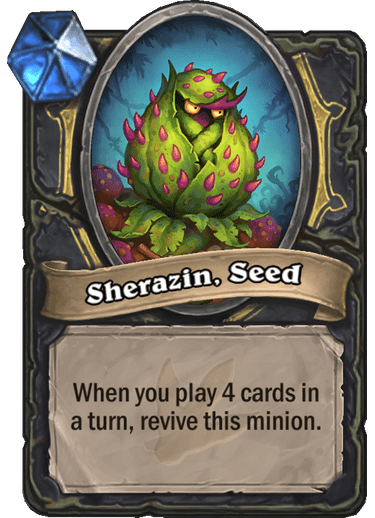 Sherazin, Seed
When you play 4 cards in
a turn, revive this minion.